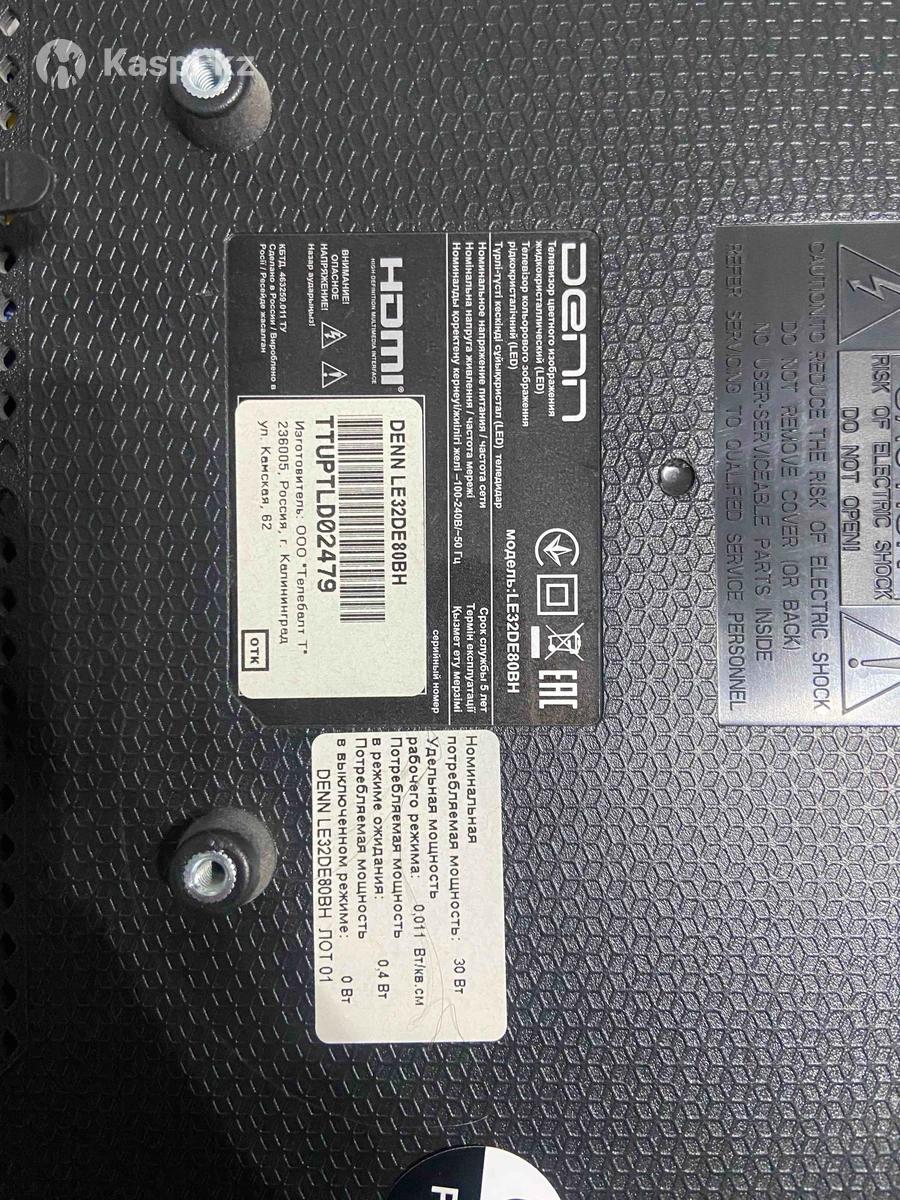 Kaspi.kz
Denn
Телевизор цветного изображения
жидкокристаллический (LED)
Телевізор кольорового зображення
рідкокристалічний (LED)
Түрлі-түсті кескінді сұйықкристал (LED) теледидар
Номинальное напряжение питания / частота сети
Номінальна напруга живлення / частота мережі
Номиналды қоректену кернеуі/жиілігі желі ~100-240В/~50 Гц
EAC
модель:LE32DE80BH
Срок службы 5 лет
Термін експлуатації
Қызмет ету мерзімі
серийный номер
HDMI®
HIGH-DEFINITION MULTIMEDIA INTERFACE
ВНИМАНИЕ!
ОПАСНОЕ
НАПРЯЖЕНИЕ!
Назар аударыңыз!
КБТД. 463259.011 ТУ
Сделано в России / Вироблено в
Росії / Ресейде жасалған
DENN LE32DE80BH
TTUPTLD02479
Изготовитель: ООО "Телебалт Т"
236005, Россия, г. Калининград
ул. Камская, 62
ОТК
Номинальная
потребляемая мощность: 30 Вт
Удельная мощность
рабочего режима: 0,011 Вт/кв.см
Потребляемая мощность
в режиме ожидания: 0,4 Вт
Потребляемая мощность
в выключенном режиме: 0 Вт
DENN LE32DE80BH ЛОТ 01
RISK OF ELECTRIC SHOCK
DO NOT OPEN!
CAUTION:TO REDUCE THE RISK OF ELECTRIC SHOCK
DO NOT REMOVE COVER (OR BACK)
NO USER-SERVICEABLE PARTS INSIDE
REFER SERVICING TO QUALIFIED SERVICE PERSONNEL